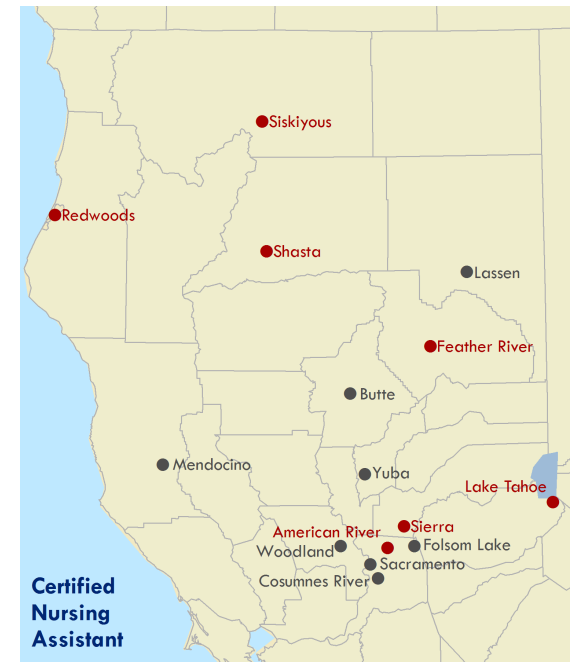 Siskiyous
Redwoods
Shasta
Lassen
Feather River
Butte
Mendocino
Yuba
Lake Tahoe
Sierra
American River
Folsom Lake
Woodland
Sacramento
Cosumnes River
Certified
Nursing
Assistant